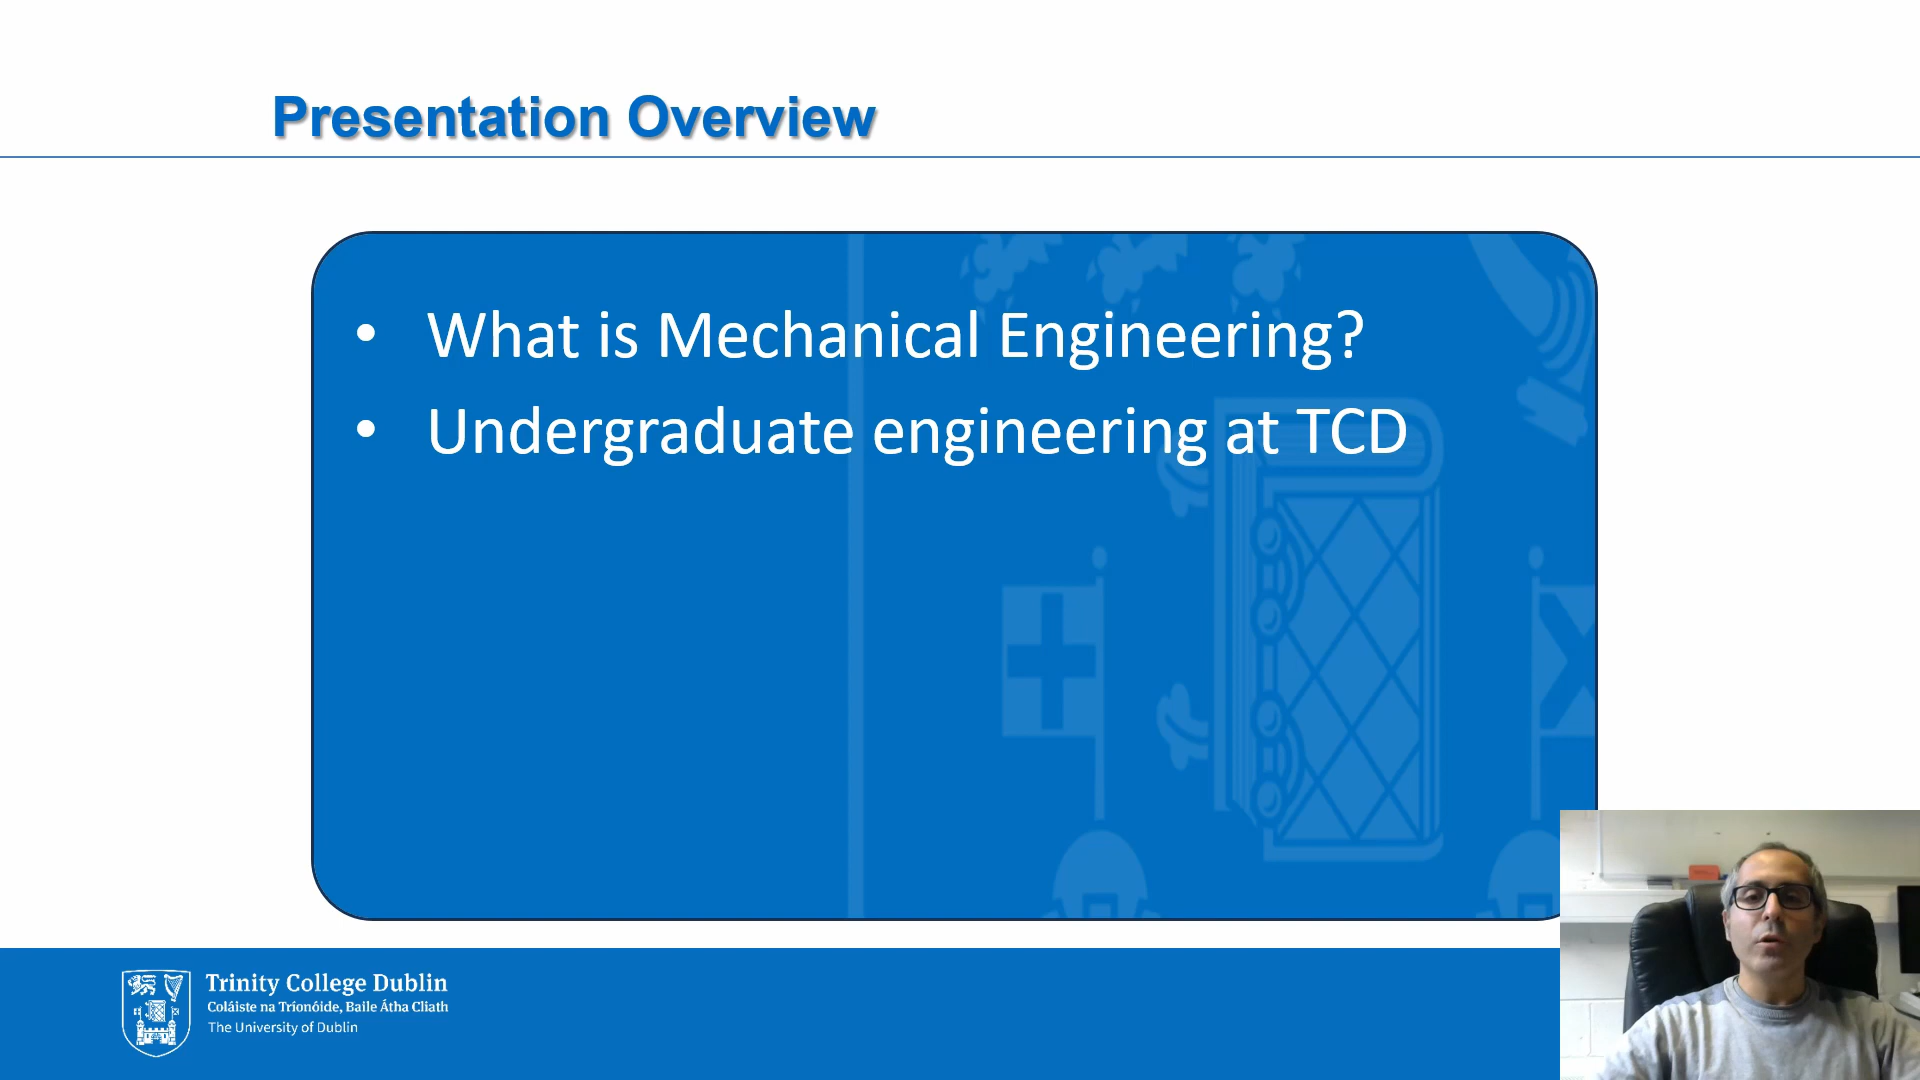 Presentation Overview
• What is Mechanical Engineering?
• Undergraduate engineering at TCD
Trinity College Dublin
Coláiste na Tríonóide, Baile Átha Cliath
The University of Dublin